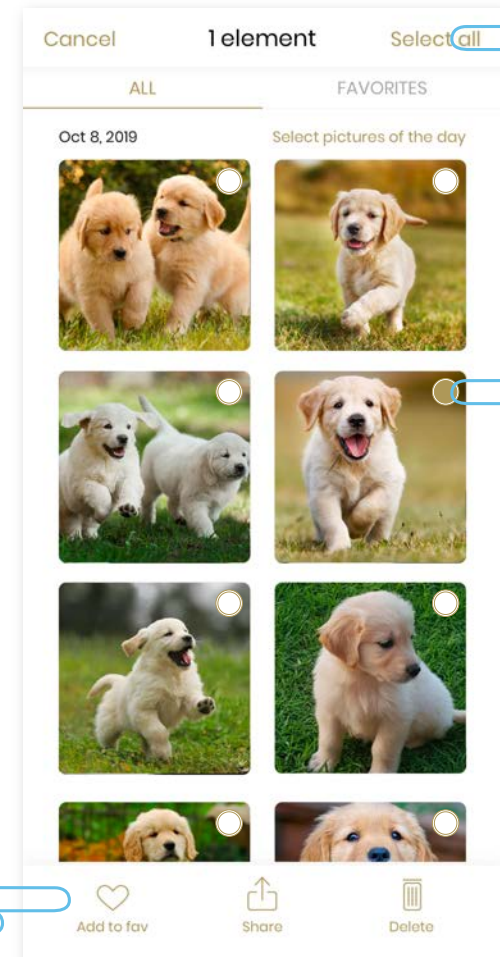 Cancel 1 element Select all
ALL FAVORITES
Oct 8, 2019 Select pictures of the day
Add to fav Share Delete